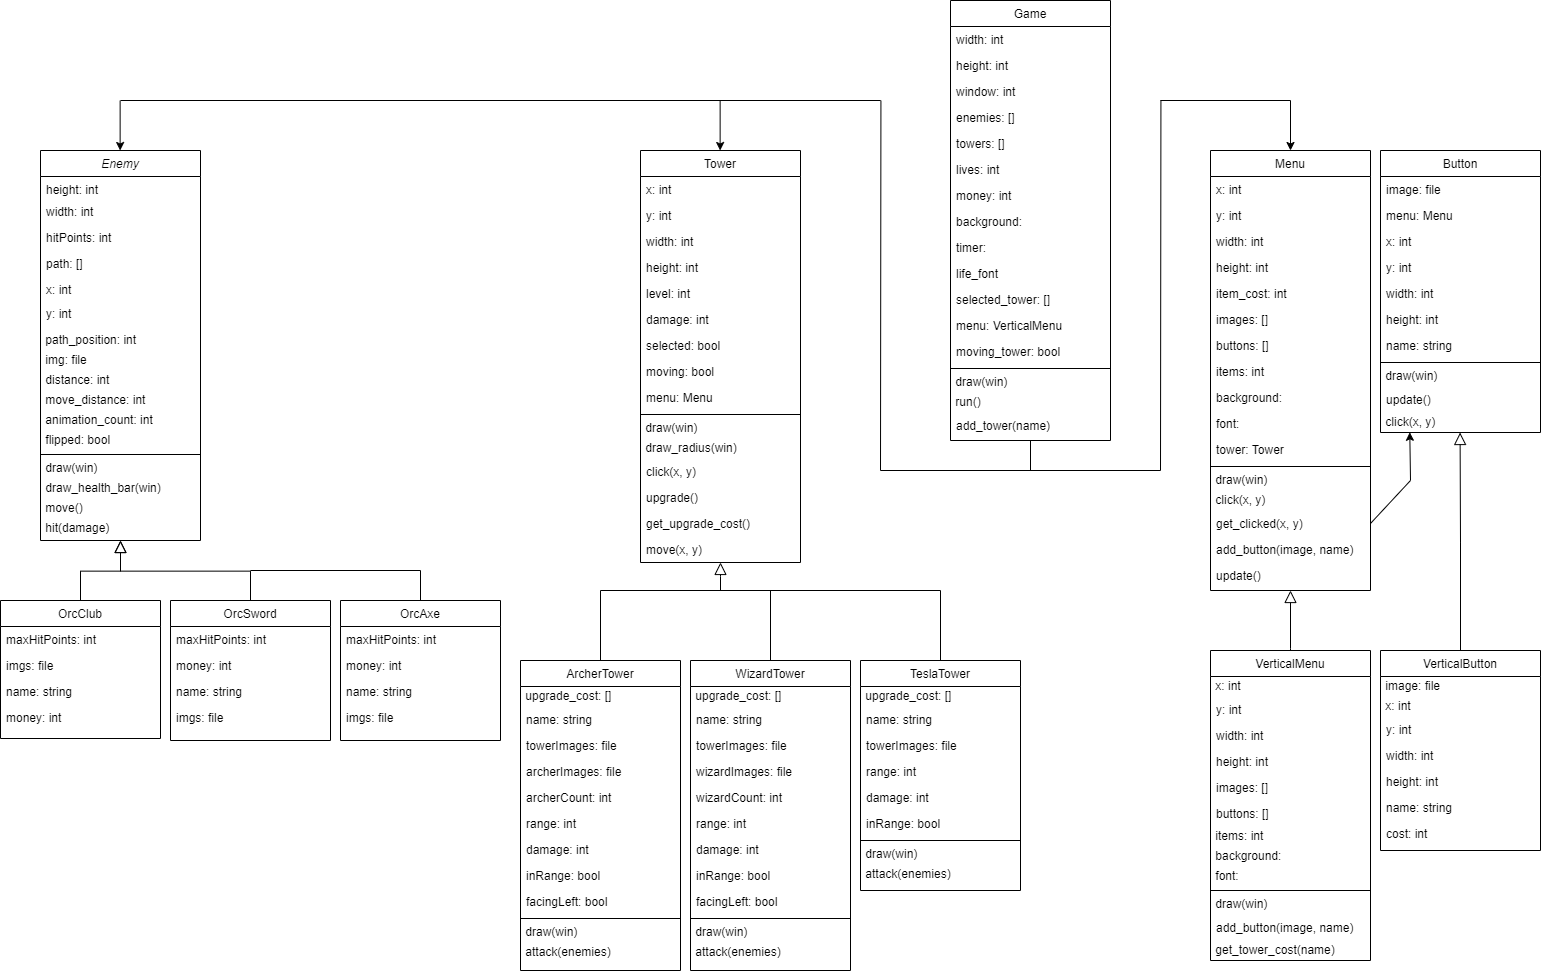 Game
width: int
height: int
window: int
enemies: []
towers: []
lives: int
money: int
background:
timer:
life_font
selected_tower: []
menu: VerticalMenu
moving_tower: bool
draw(win)
run()
add_tower(name)
Enemy
height: int
width: int
hitPoints: int
path: []
x: int
y: int
path_position: int
img: file
distance: int
move_distance: int
animation_count: int
flipped: bool
draw(win)
draw_health_bar(win)
move()
hit(damage)
Tower
x: int
y: int
width: int
height: int
level: int
damage: int
selected: bool
moving: bool
menu: Menu
draw(win)
draw_radius(win)
click(x, y)
upgrade()
get_upgrade_cost()
move(x, y)
Menu
x: int
y: int
width: int
height: int
item_cost: int
images: []
buttons: []
items: int
background:
font:
tower: Tower
draw(win)
click(x, y)
get_clicked(x, y)
add_button(image, name)
update()
Button
image: file
menu: Menu
x: int
y: int
width: int
height: int
name: string
draw(win)
update()
click(x, y)
OrcClub
maxHitPoints: int
imgs: file
name: string
money: int
OrcSword
maxHitPoints: int
money: int
name: string
imgs: file
OrcAxe
maxHitPoints: int
money: int
name: string
imgs: file
ArcherTower
upgrade_cost: []
name: string
towerImages: file
archerImages: file
archerCount: int
range: int
damage: int
inRange: bool
facingLeft: bool
draw(win)
attack(enemies)
WizardTower
upgrade_cost: []
name: string
towerImages: file
wizardImages: file
wizardCount: int
range: int
damage: int
inRange: bool
facingLeft: bool
draw(win)
attack(enemies)
TeslaTower
upgrade_cost: []
name: string
towerImages: file
range: int
damage: int
inRange: bool
draw(win)
attack(enemies)
VerticalMenu
x: int
y: int
width: int
height: int
images: []
buttons: []
items: int
background:
font:
draw(win)
add_button(image, name)
get_tower_cost(name)
VerticalButton
image: file
x: int
y: int
width: int
height: int
name: string
cost: int